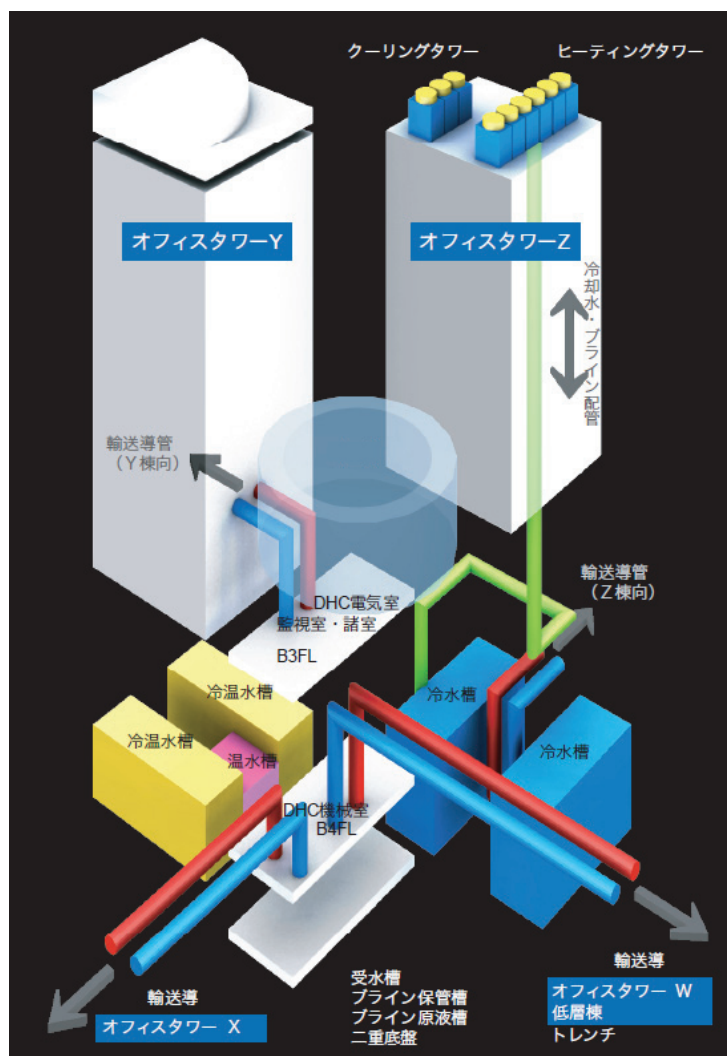 クーリングタワー
ヒーティングタワー
オフィスタワーY
オフィスタワーZ
冷却水・ブライン配管
輸送導管
（Y棟向）
輸送導管
（Z棟向）
DHC電気室
監視室・諸室
B3FL
冷温水槽
冷水槽
冷温水槽
温水槽
冷水槽
DHC機械室
B4FL
輸送導
オフィスタワー X
受水槽
ブライン保管槽
ブライン原液槽
二重底盤
輸送導
オフィスタワー W
低層棟
トレンチ